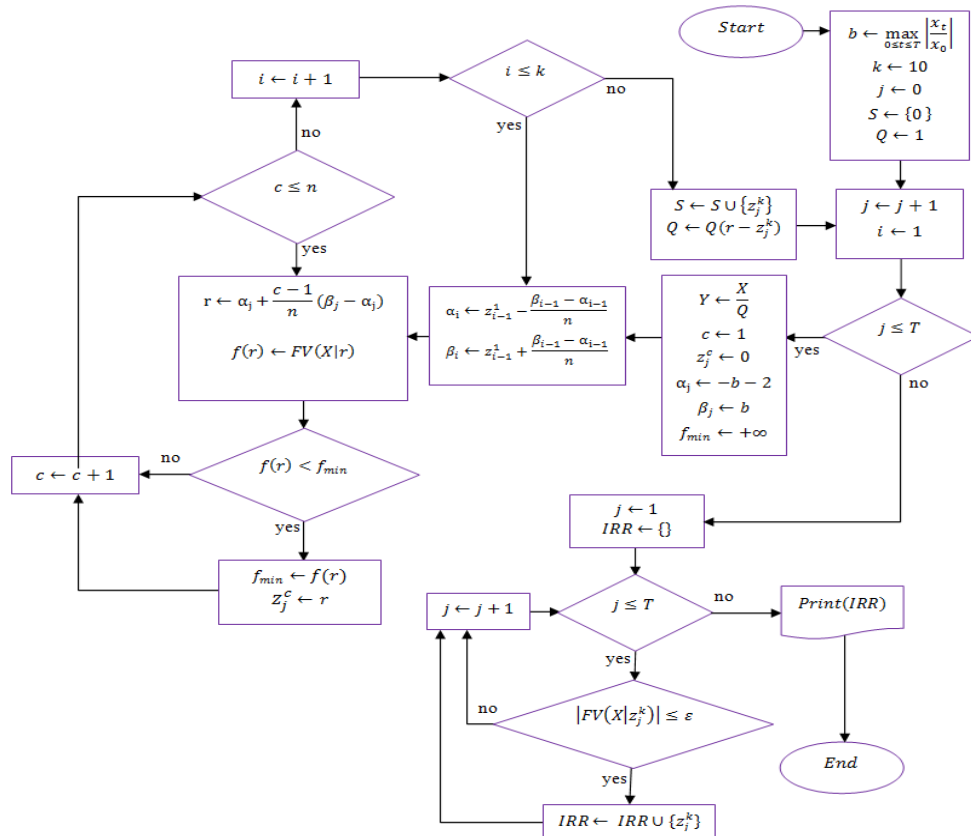 Start
b ← max 0≤t≤T |x_t/x_0|
k ← 10
j ← 0
S ← {0}
Q ← 1
i ← i + 1
i ≤ k
no
yes
no
c ≤ n
yes
S ← S ∪ {z_j^k}
Q ← Q(r − z_j^k)
j ← j + 1
i ← 1
r ← α_j + (c − 1)/n (β_j − α_j)
f(r) ← FV(X|r)
α_i ← z_{i−1}^1 − (β_{i−1} − α_{i−1})/n
β_i ← z_{i−1}^1 + (β_{i−1} − α_{i−1})/n
Y ← X/Q
c ← 1
z_j^c ← 0
α_j ← −b − 2
β_j ← b
f_min ← +∞
yes
j ≤ T
no
c ← c + 1
no
f(r) < f_min
yes
f_min ← f(r)
z_j^c ← r
j ← 1
IRR ← {}
j ← j + 1
j ≤ T
no
Print(IRR)
yes
no
|FV(X|z_j^k)| ≤ ε
yes
End
IRR ← IRR ∪ {z_j^k}